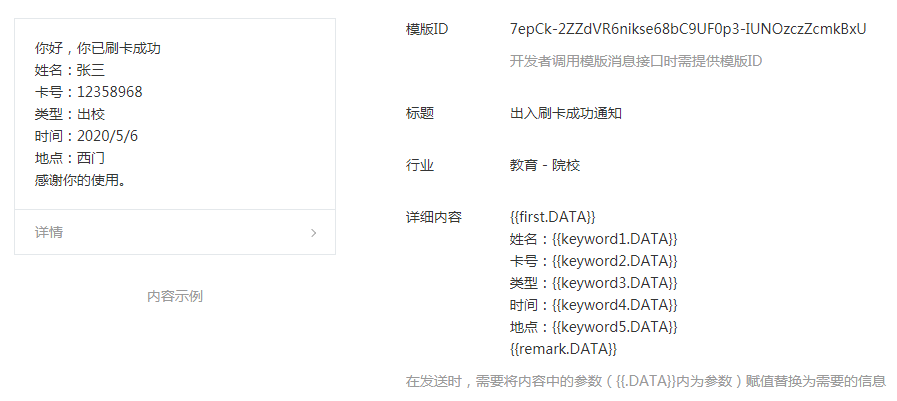 你好，你已刷卡成功
姓名：张三
卡号：12358968
类型：出校
时间：2020/5/6
地点：西门
感谢你的使用。
详情
内容示例
模版ID 7epCk-2ZZdVR6nikse68bC9UF0p3-IUNOzczZcmkBxU
开发者调用模版消息接口时需提供模版ID
标题 出入刷卡成功通知
行业 教育 - 院校
详细内容 {{first.DATA}}
姓名：{{keyword1.DATA}}
卡号：{{keyword2.DATA}}
类型：{{keyword3.DATA}}
时间：{{keyword4.DATA}}
地点：{{keyword5.DATA}}
{{remark.DATA}}
在发送时，需要将内容中的参数（{{.DATA}}内为参数）赋值替换为需要的信息